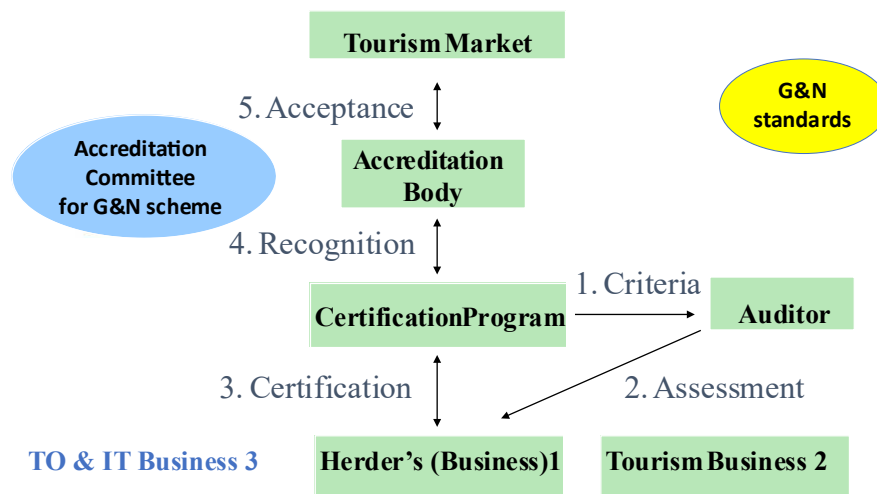 Tourism Market
G&N
standards
5. Acceptance
Accreditation
Committee
for G&N scheme
Accreditation
Body
4. Recognition
1. Criteria
CertificationProgram
Auditor
3. Certification
2. Assessment
TO & IT Business 3
Herder's (Business)1
Tourism Business 2